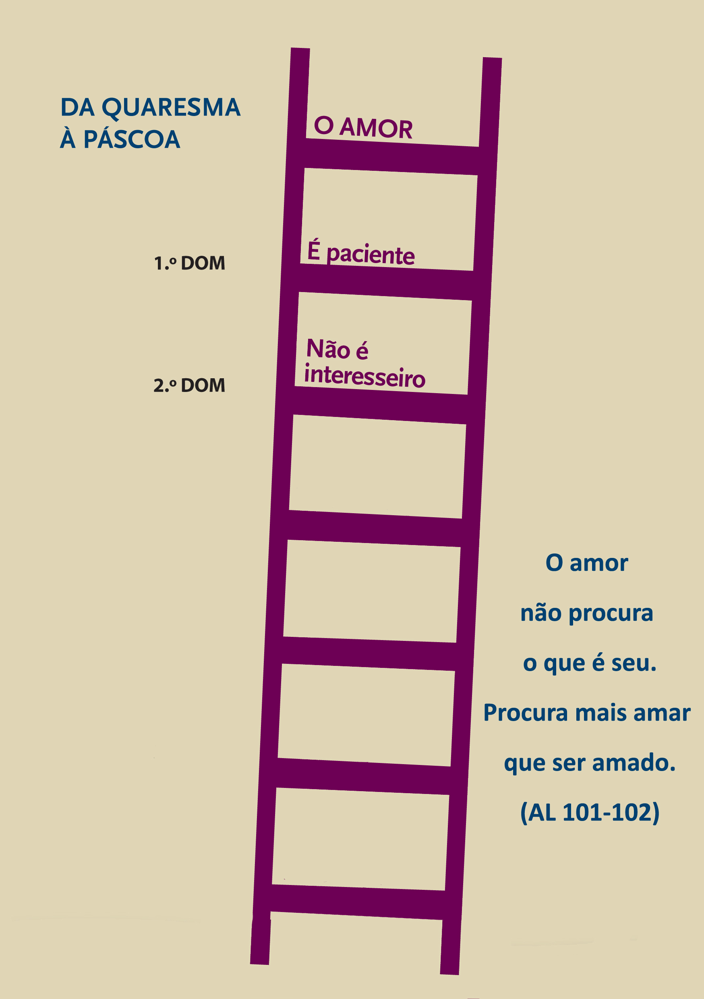 DA QUARESMA
À PÁSCOA
O AMOR
1.º DOM
É paciente
2.º DOM
Não é
interesseiro
O amor
não procura
o que é seu.
Procura mais amar
que ser amado.
(AL 101-102)